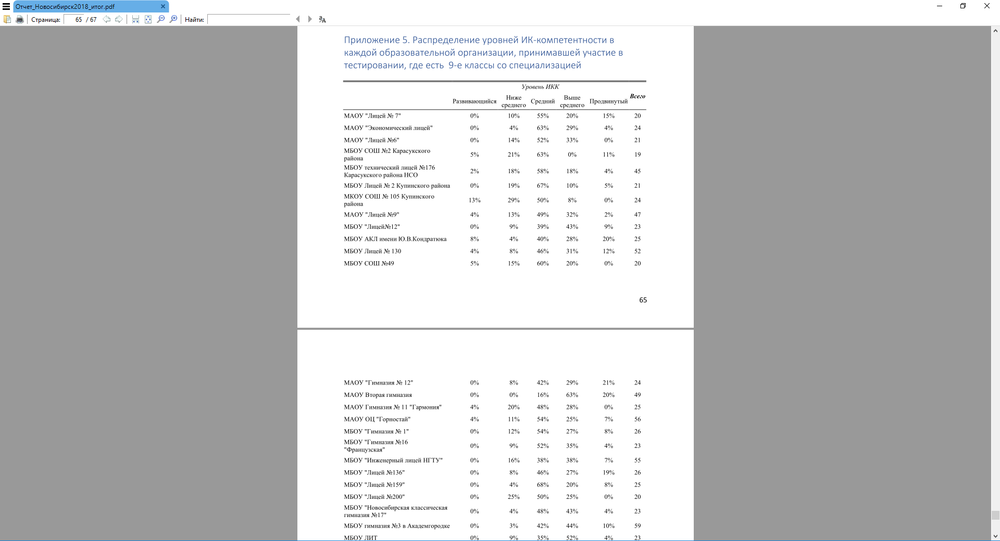 Отчет_Новосибирск2018_итог.pdf
Страница: 65 / 67 Найти:
Приложение 5. Распределение уровней ИК-компетентности в
каждой образовательной организации, принимавшей участие в
тестировании, где есть 9-е классы со специализацией
Уровень ИКК
Развивающийся Ниже среднего Средний Выше среднего Продвинутый Всего
МАОУ "Лицей № 7" 0% 10% 55% 20% 15% 20
МАОУ "Экономический лицей" 0% 4% 63% 29% 4% 24
МАОУ "Лицей №6" 0% 14% 52% 33% 0% 21
МБОУ СОШ №2 Карасукского
района 5% 21% 63% 0% 11% 19
МБОУ технический лицей №176
Карасукского района НСО 2% 18% 58% 18% 4% 45
МБОУ Лицей № 2 Купинского района 0% 19% 67% 10% 5% 21
МКОУ СОШ № 105 Купинского
района 13% 29% 50% 8% 0% 24
МАОУ "Лицей №9" 4% 13% 49% 32% 2% 47
МБОУ "Лицей№12" 0% 9% 39% 43% 9% 23
МБОУ АКЛ имени Ю.В.Кондратюка 8% 4% 40% 28% 20% 25
МБОУ Лицей № 130 4% 8% 46% 31% 12% 52
МБОУ СОШ №49 5% 15% 60% 20% 0% 20
65
МАОУ "Гимназия № 12" 0% 8% 42% 29% 21% 24
МАОУ Вторая гимназия 0% 0% 16% 63% 20% 49
МАОУ Гимназия № 11 "Гармония" 4% 20% 48% 28% 0% 25
МАОУ ОЦ "Горностай" 4% 11% 54% 25% 7% 56
МБОУ "Гимназия № 1" 0% 12% 54% 27% 8% 26
МБОУ "Гимназия №16
"Французская" 0% 9% 52% 35% 4% 23
МБОУ "Инженерный лицей НГТУ" 0% 16% 38% 38% 7% 55
МБОУ "Лицей №136" 0% 8% 46% 27% 19% 26
МБОУ "Лицей №159" 0% 4% 68% 20% 8% 25
МБОУ "Лицей №200" 0% 25% 50% 25% 0% 20
МБОУ "Новосибирская классическая
гимназия №17" 0% 4% 48% 43% 4% 23
МБОУ гимназия №3 в Академгородке 0% 3% 42% 44% 10% 59
МБОУ ЛИТ 0% 9% 35% 52% 4% 23